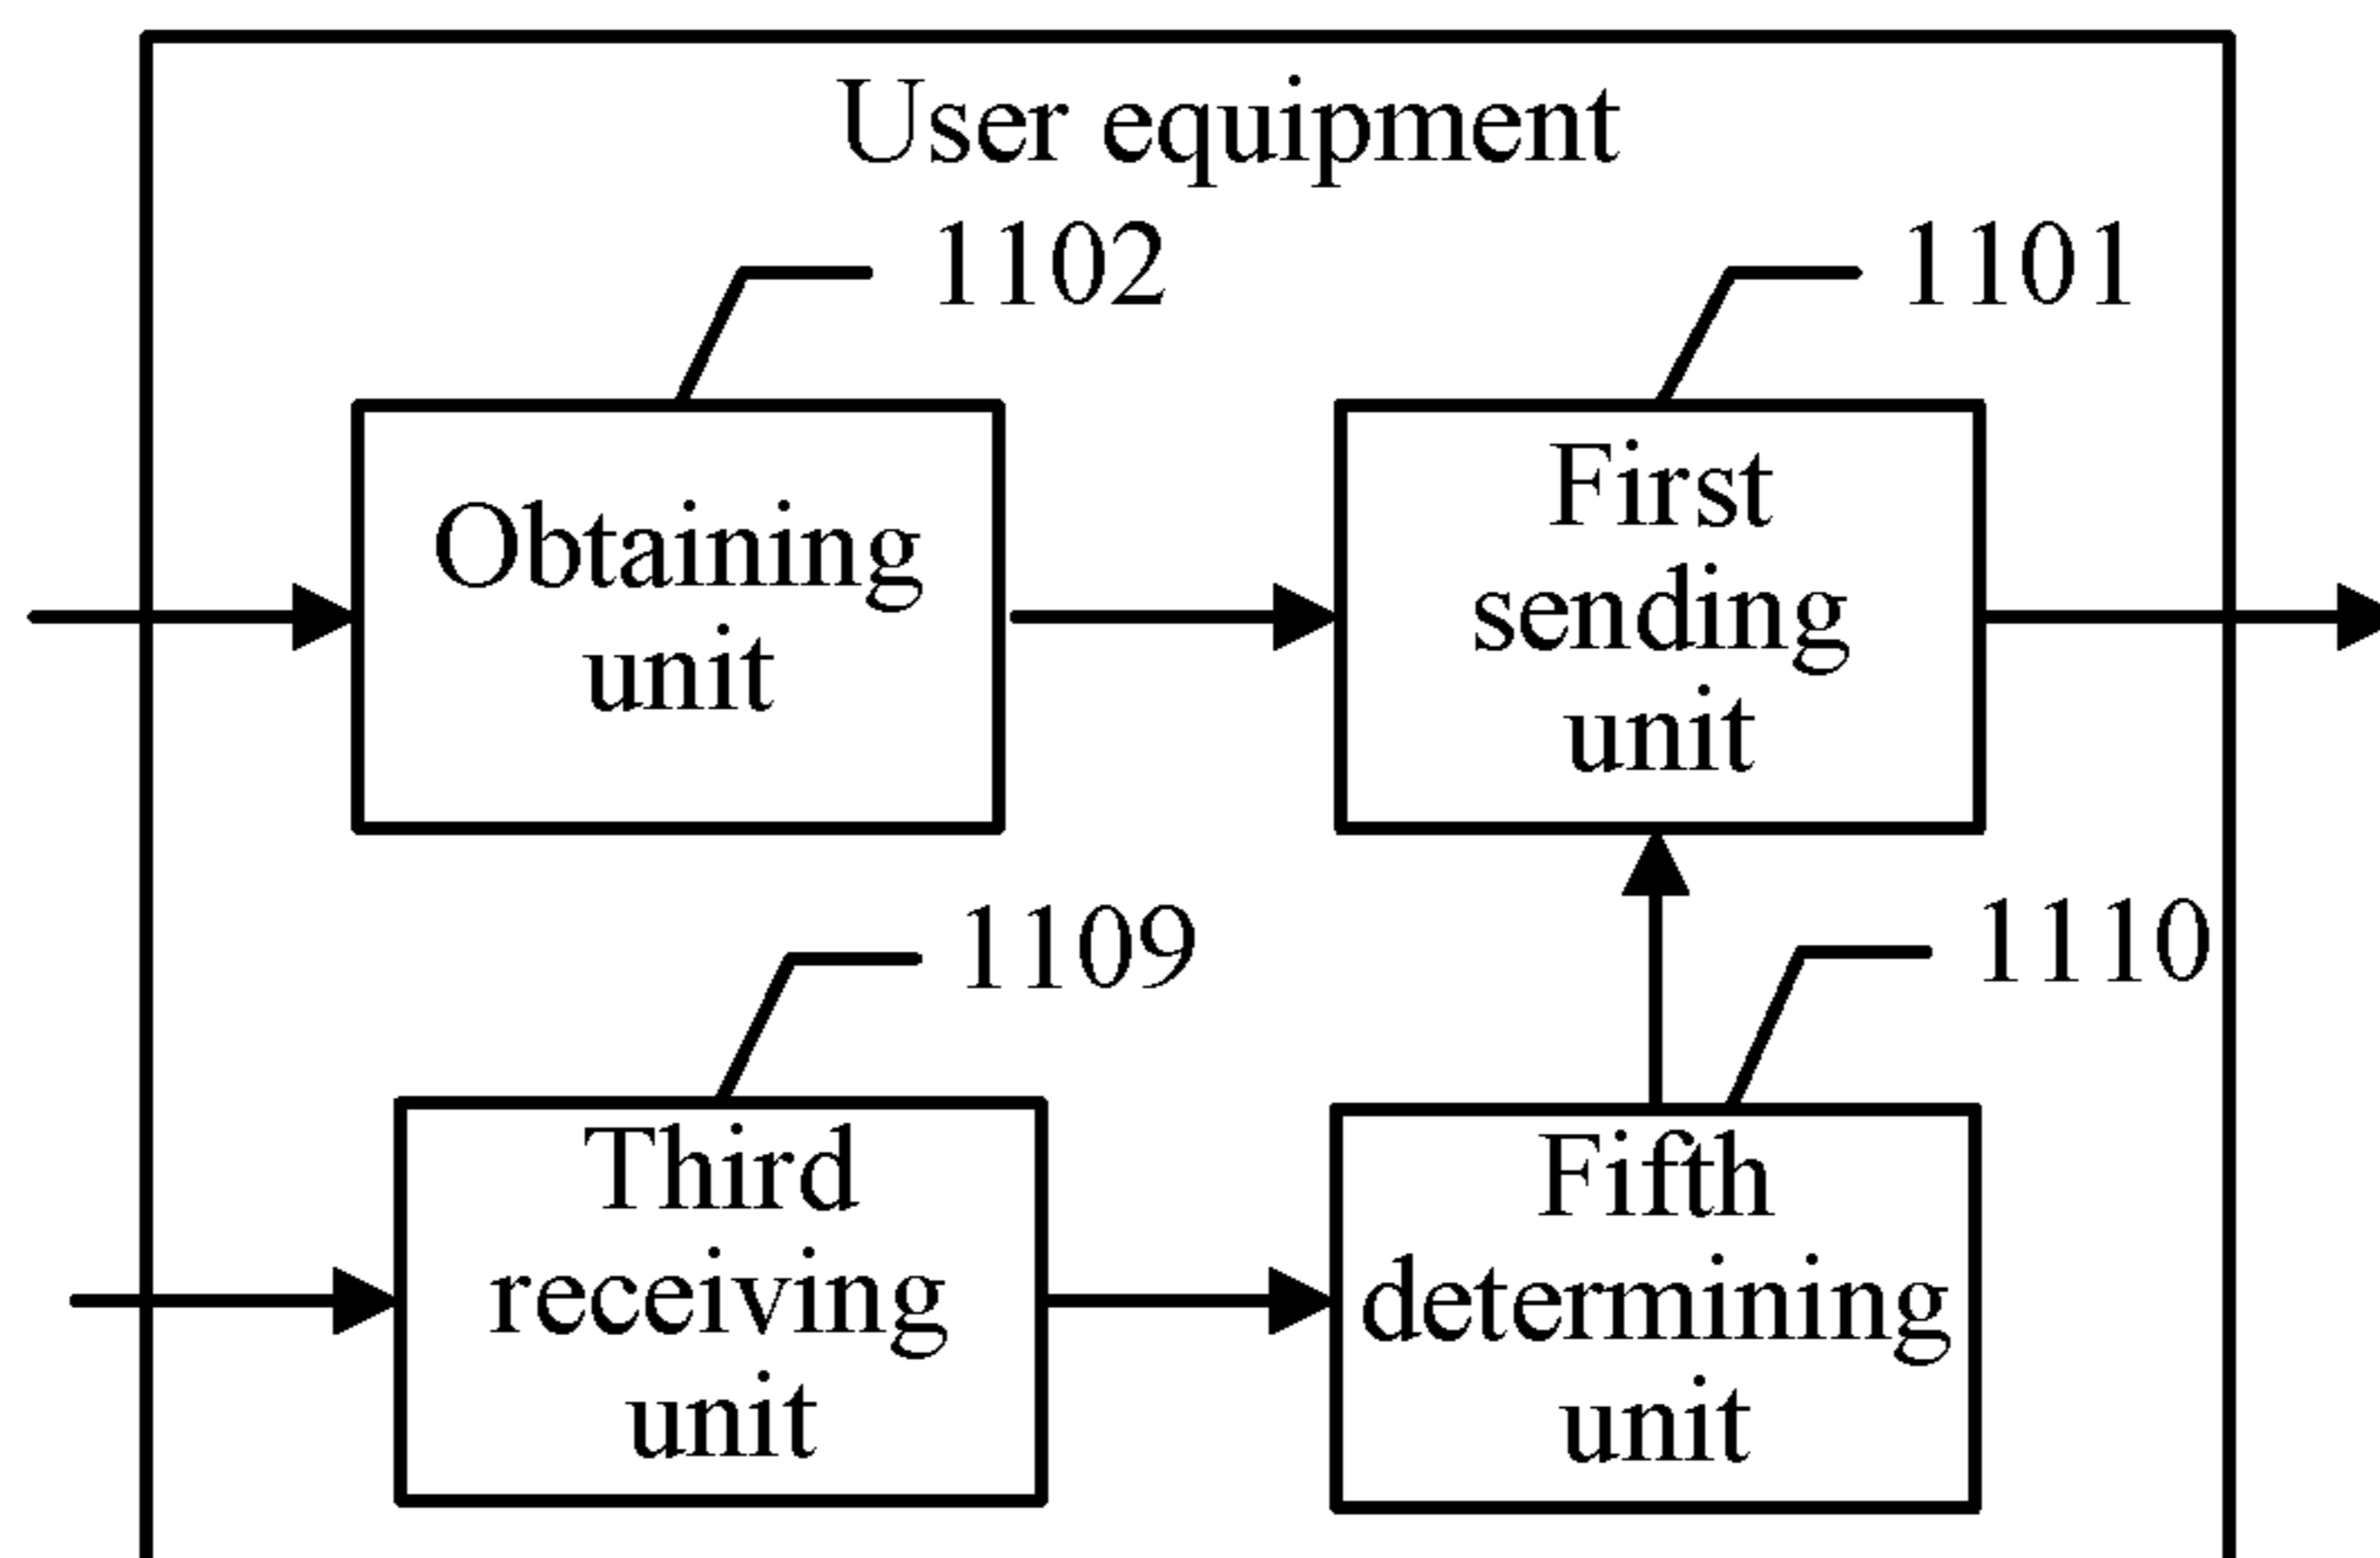 User equipment
1102
1101
Obtaining
unit
First
sending
unit
1109
1110
Third
receiving
unit
Fifth
determining
unit